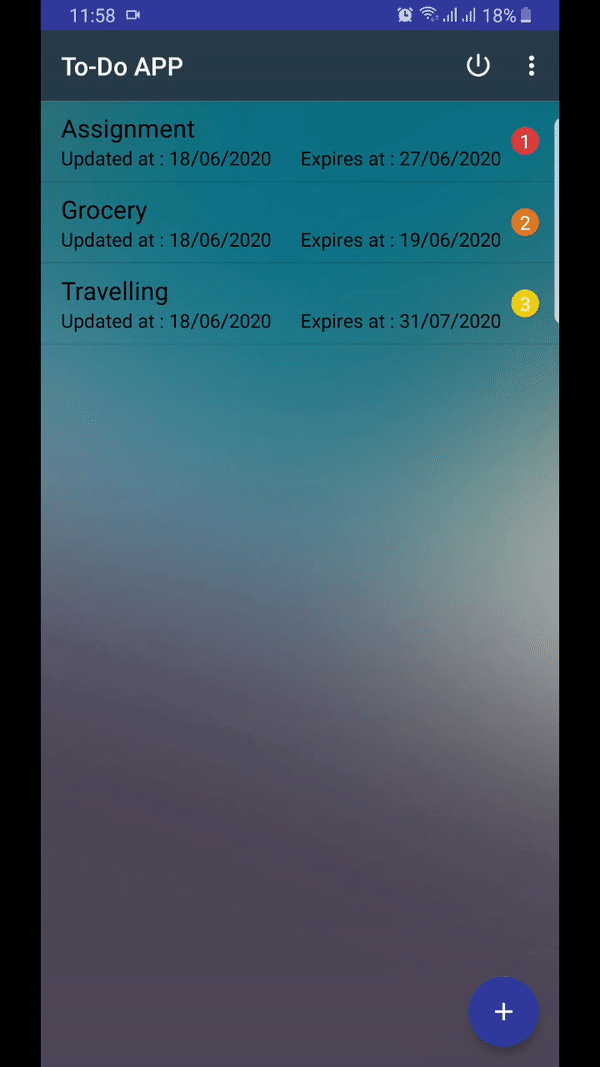 11:58 18%
To-Do APP
Assignment
Updated at : 18/06/2020 Expires at : 27/06/2020 1
Grocery
Updated at : 18/06/2020 Expires at : 19/06/2020 2
Travelling
Updated at : 18/06/2020 Expires at : 31/07/2020 3
+